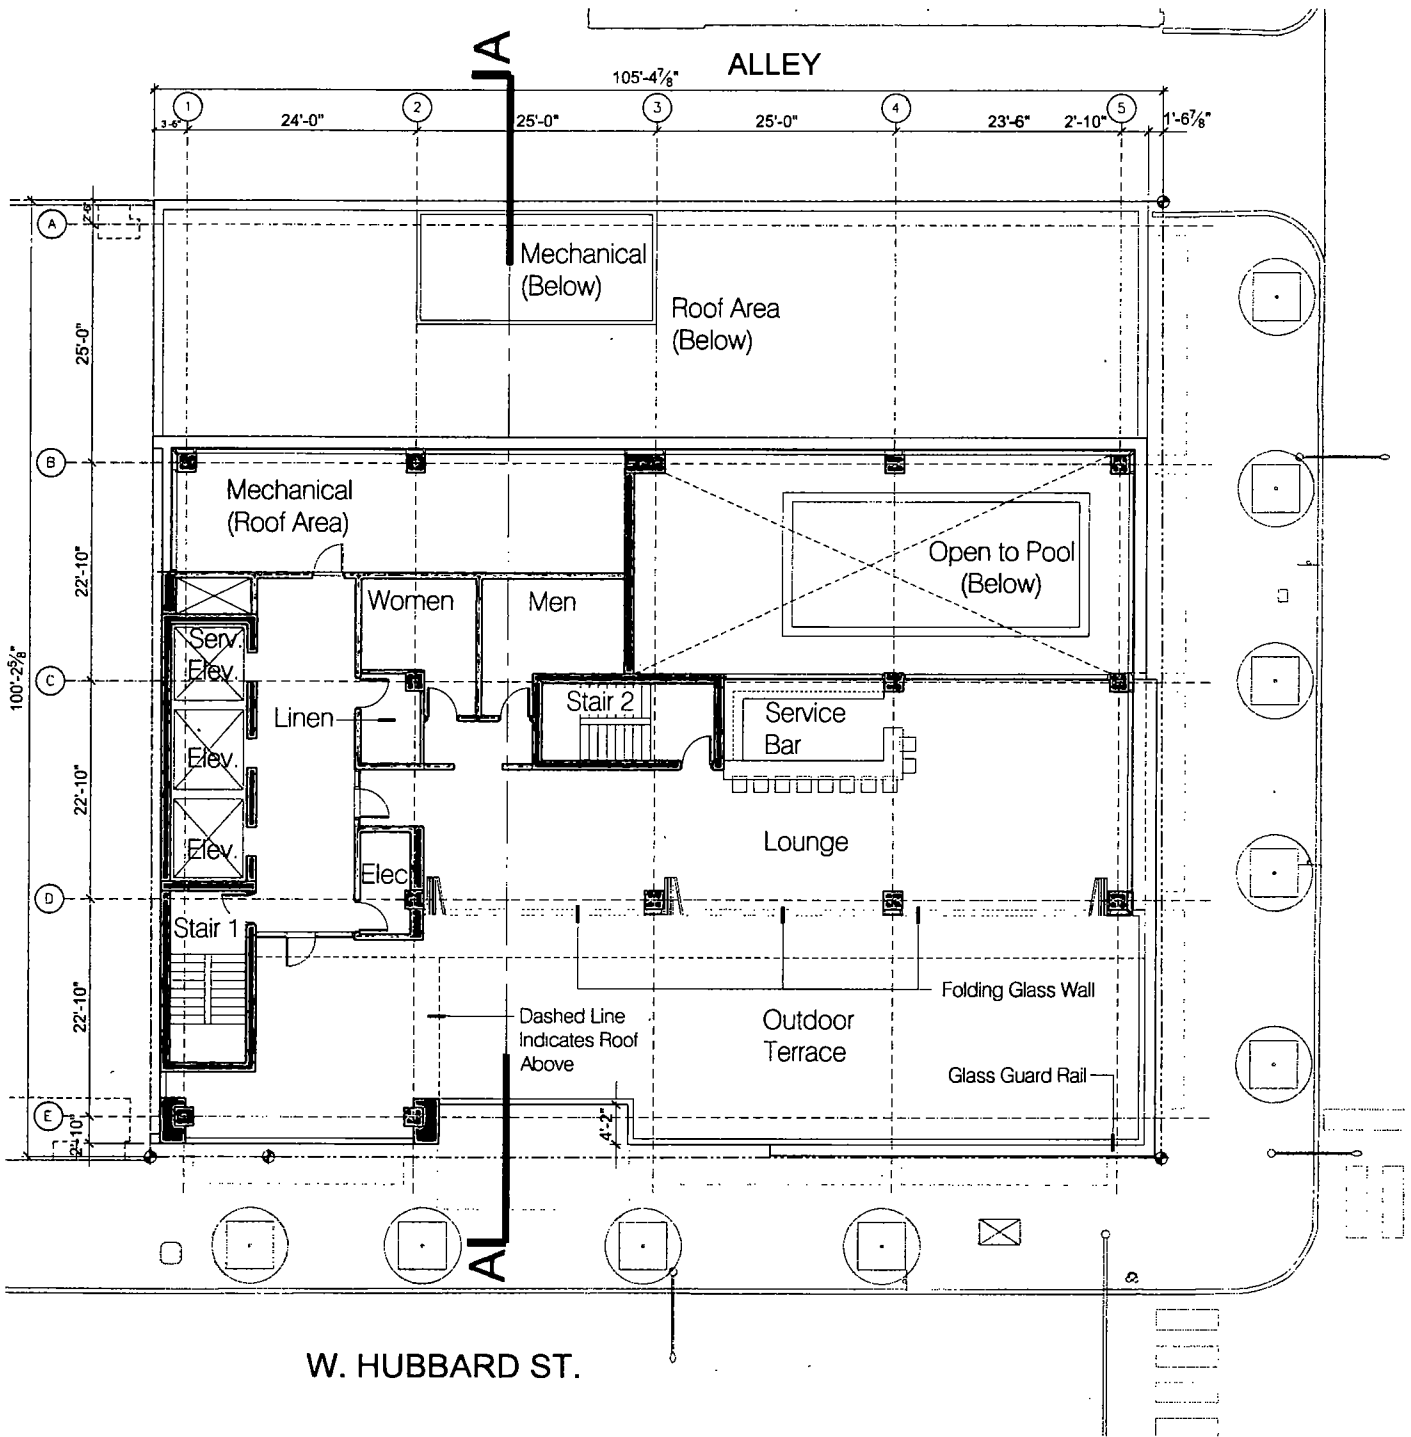 A
ALLEY
105'-4⅞"
1
2
3
4
5
3'-6"
24'-0"
25'-0"
25'-0"
23'-6"
2'-10"
1'-6⅞"
A
2'-6"
Mechanical
(Below)
Roof Area
(Below)
25'-0"
B
Mechanical
(Roof Area)
Open to Pool
(Below)
22'-10"
Women
Men
Serv.
Elev.
C
100'-2⅝"
Stair 2
Linen
Service
Bar
Elev.
22'-10"
Lounge
Elev.
Elec
D
Stair 1
Folding Glass Wall
22'-10"
Dashed Line
Indicates Roof
Above
Outdoor
Terrace
Glass Guard Rail
E
4'-2"
2'-10"
A
W. HUBBARD ST.